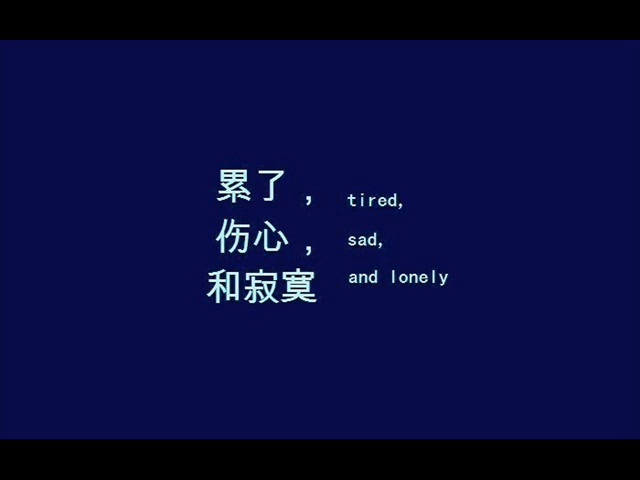 累了， tired,
伤心， sad,
和寂寞 and lonely